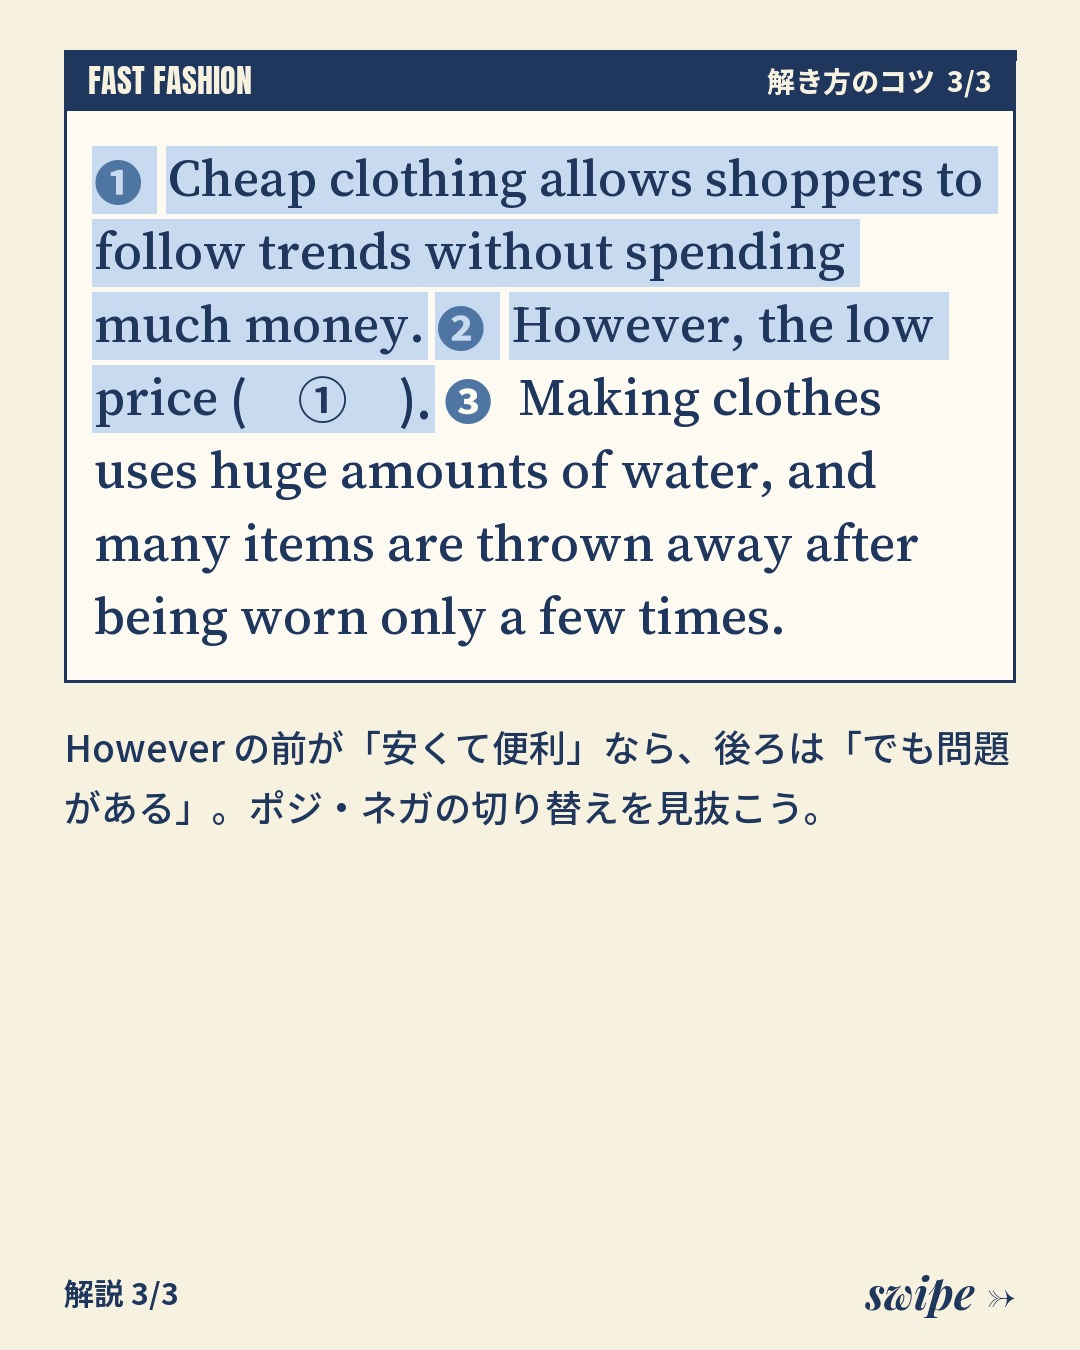 FAST FASHION
解き方のコツ 3/3
❶ Cheap clothing allows shoppers to
follow trends without spending
much money. ❷ However, the low
price ( ① ). ❸ Making clothes
uses huge amounts of water, and
many items are thrown away after
being worn only a few times.
However の前が「安くて便利」なら、後ろは「でも問題
がある」。ポジ・ネガの切り替えを見抜こう。
解説 3/3
swipe